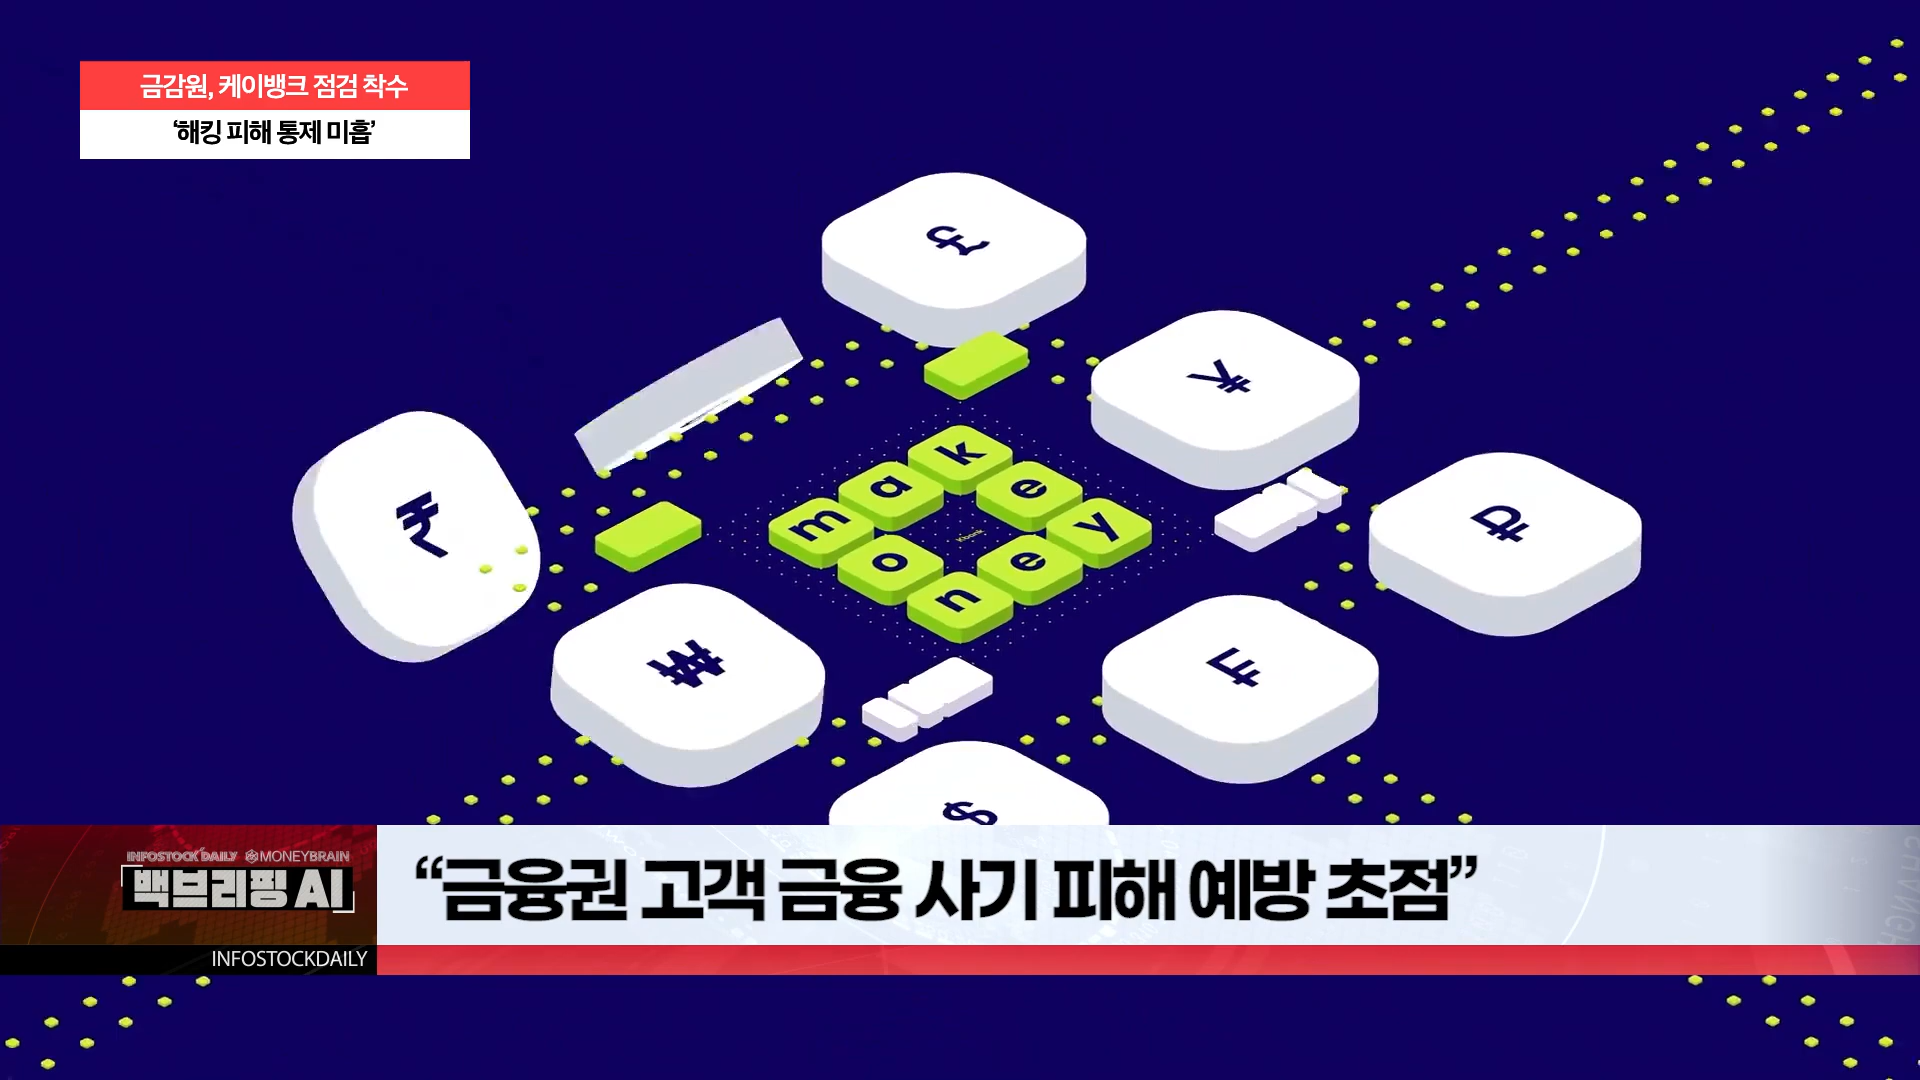 금감원, 케이뱅크 점검 착수
‘해킹 피해 통제 미흡’
£
¥
₹
₽
make
money
Kbank
₩
₣
$
INFOSTOCK DAILY MONEYBRAIN
백브리핑 AI
“금융권 고객 금융 사기 피해 예방 초점”
INFOSTOCKDAILY